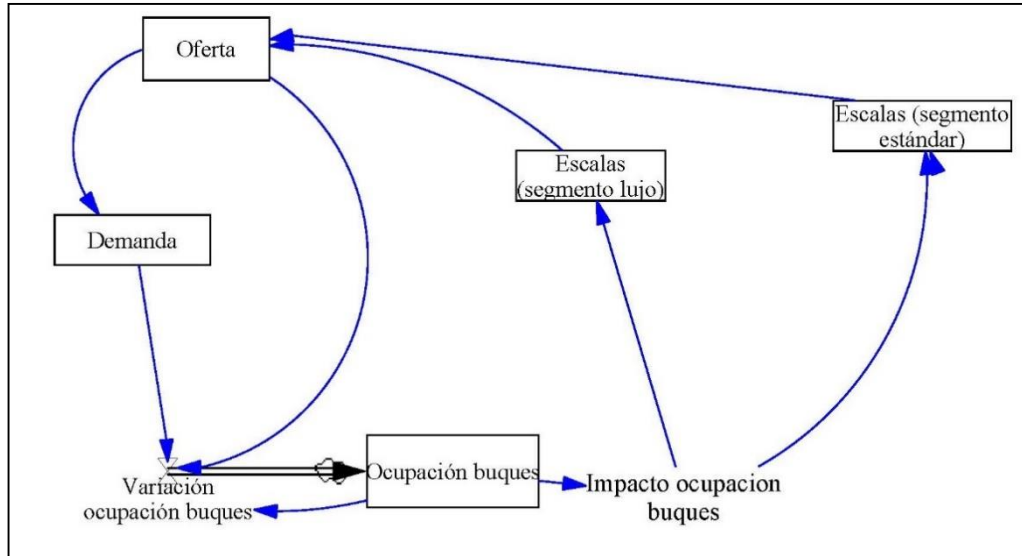 Oferta
Escalas (segmento
estándar)
Escalas
(segmento lujo)
Demanda
Ocupación buques
Variación
ocupación buques
Impacto ocupacion
buques